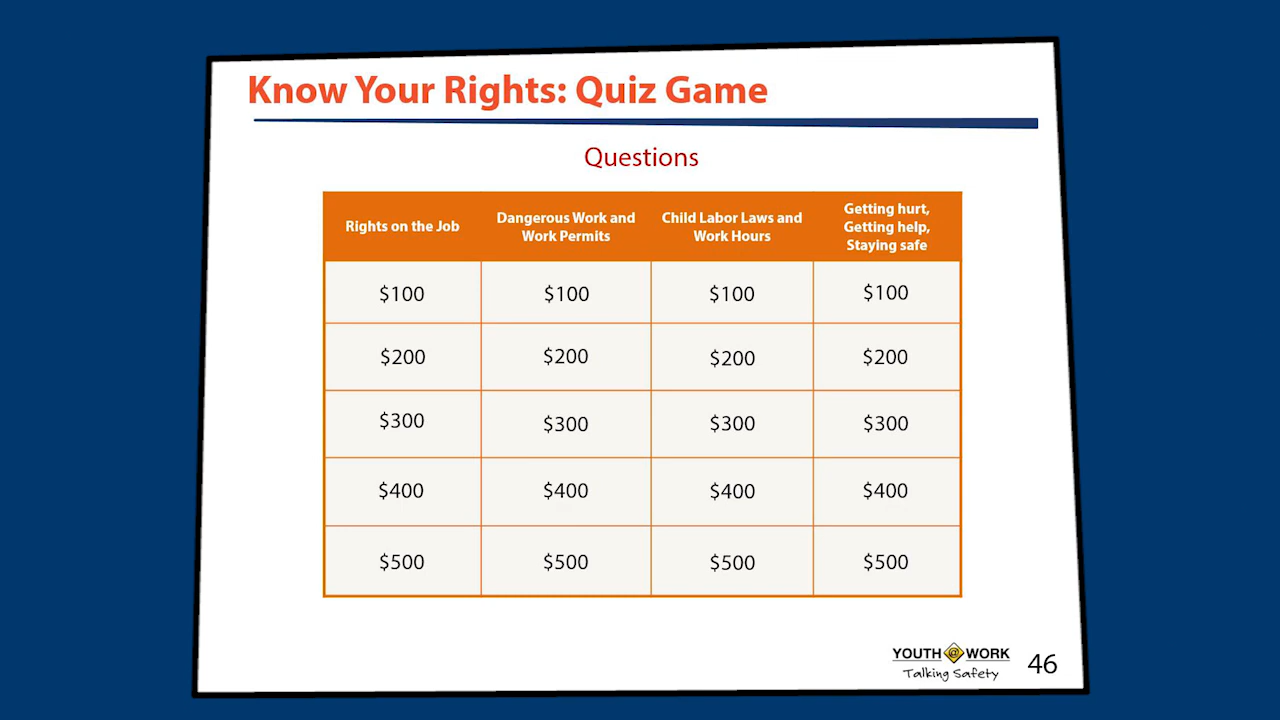 Know Your Rights: Quiz Game
Questions
Rights on the Job
Dangerous Work and
Work Permits
Child Labor Laws and
Work Hours
Getting hurt,
Getting help,
Staying safe
$100 $100 $100 $100
$200 $200 $200 $200
$300 $300 $300 $300
$400 $400 $400 $400
$500 $500 $500 $500
YOUTH @ WORK
Talking Safety
46